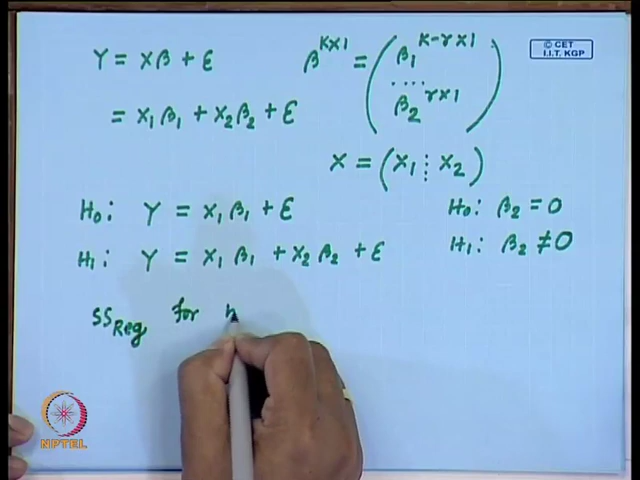 © CET
I.I.T. KGP
Y = Xβ + ε
β^{K×1} = (β₁^{K-r×1} .... β₂^{r×1})
= X₁β₁ + X₂β₂ + ε
X = (X₁ ⋮ X₂)
H₀: Y = X₁β₁ + ε
H₀: β₂ = 0
H₁: Y = X₁β₁ + X₂β₂ + ε
H₁: β₂ ≠ 0
SS_Reg for
NPTEL